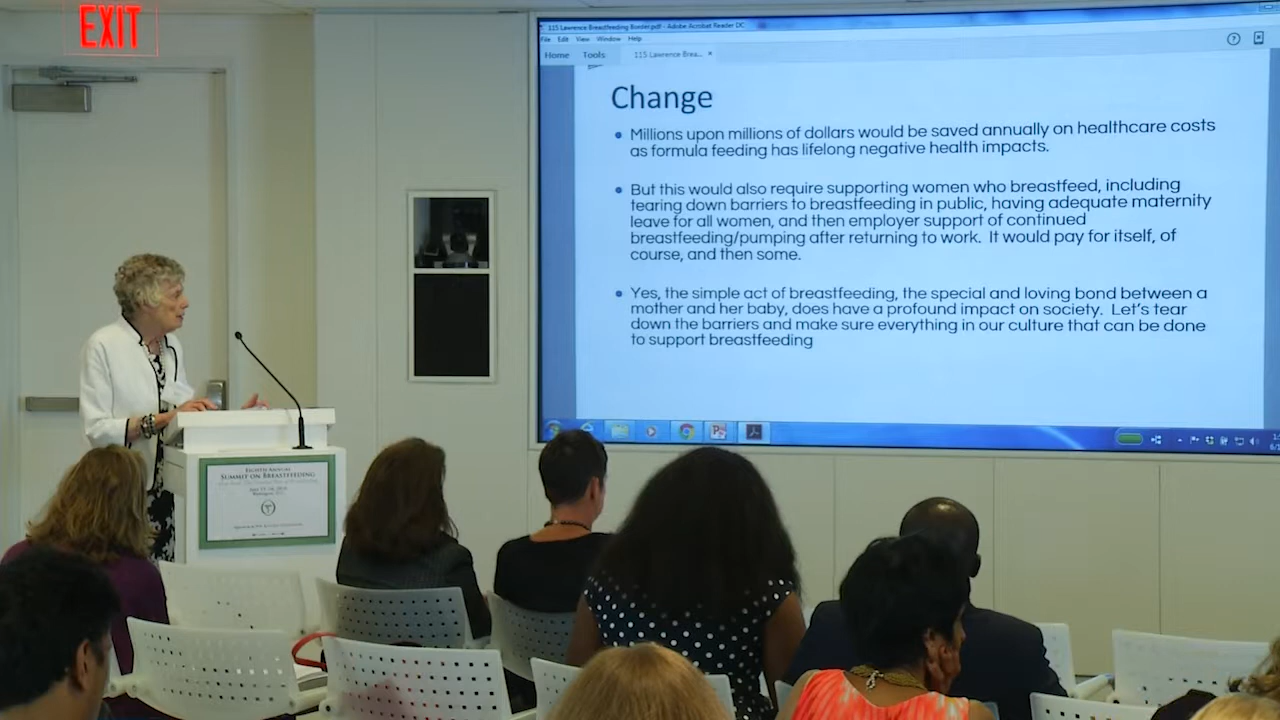 EXIT
115 Lawrence Breastfeeding Border.pdf - Adobe Acrobat Reader DC
File Edit View Window Help
Home Tools 115 Lawrence Brea... ×
Change
• Millions upon millions of dollars would be saved annually on healthcare costs
as formula feeding has lifelong negative health impacts.
• But this would also require supporting women who breastfeed, including
tearing down barriers to breastfeeding in public, having adequate maternity
leave for all women, and then employer support of continued
breastfeeding/pumping after returning to work. It would pay for itself, of
course, and then some.
• Yes, the simple act of breastfeeding, the special and loving bond between a
mother and her baby, does have a profound impact on society. Let's tear
down the barriers and make sure everything in our culture that can be done
to support breastfeeding
EIGHTH ANNUAL
SUMMIT ON BREASTFEEDING